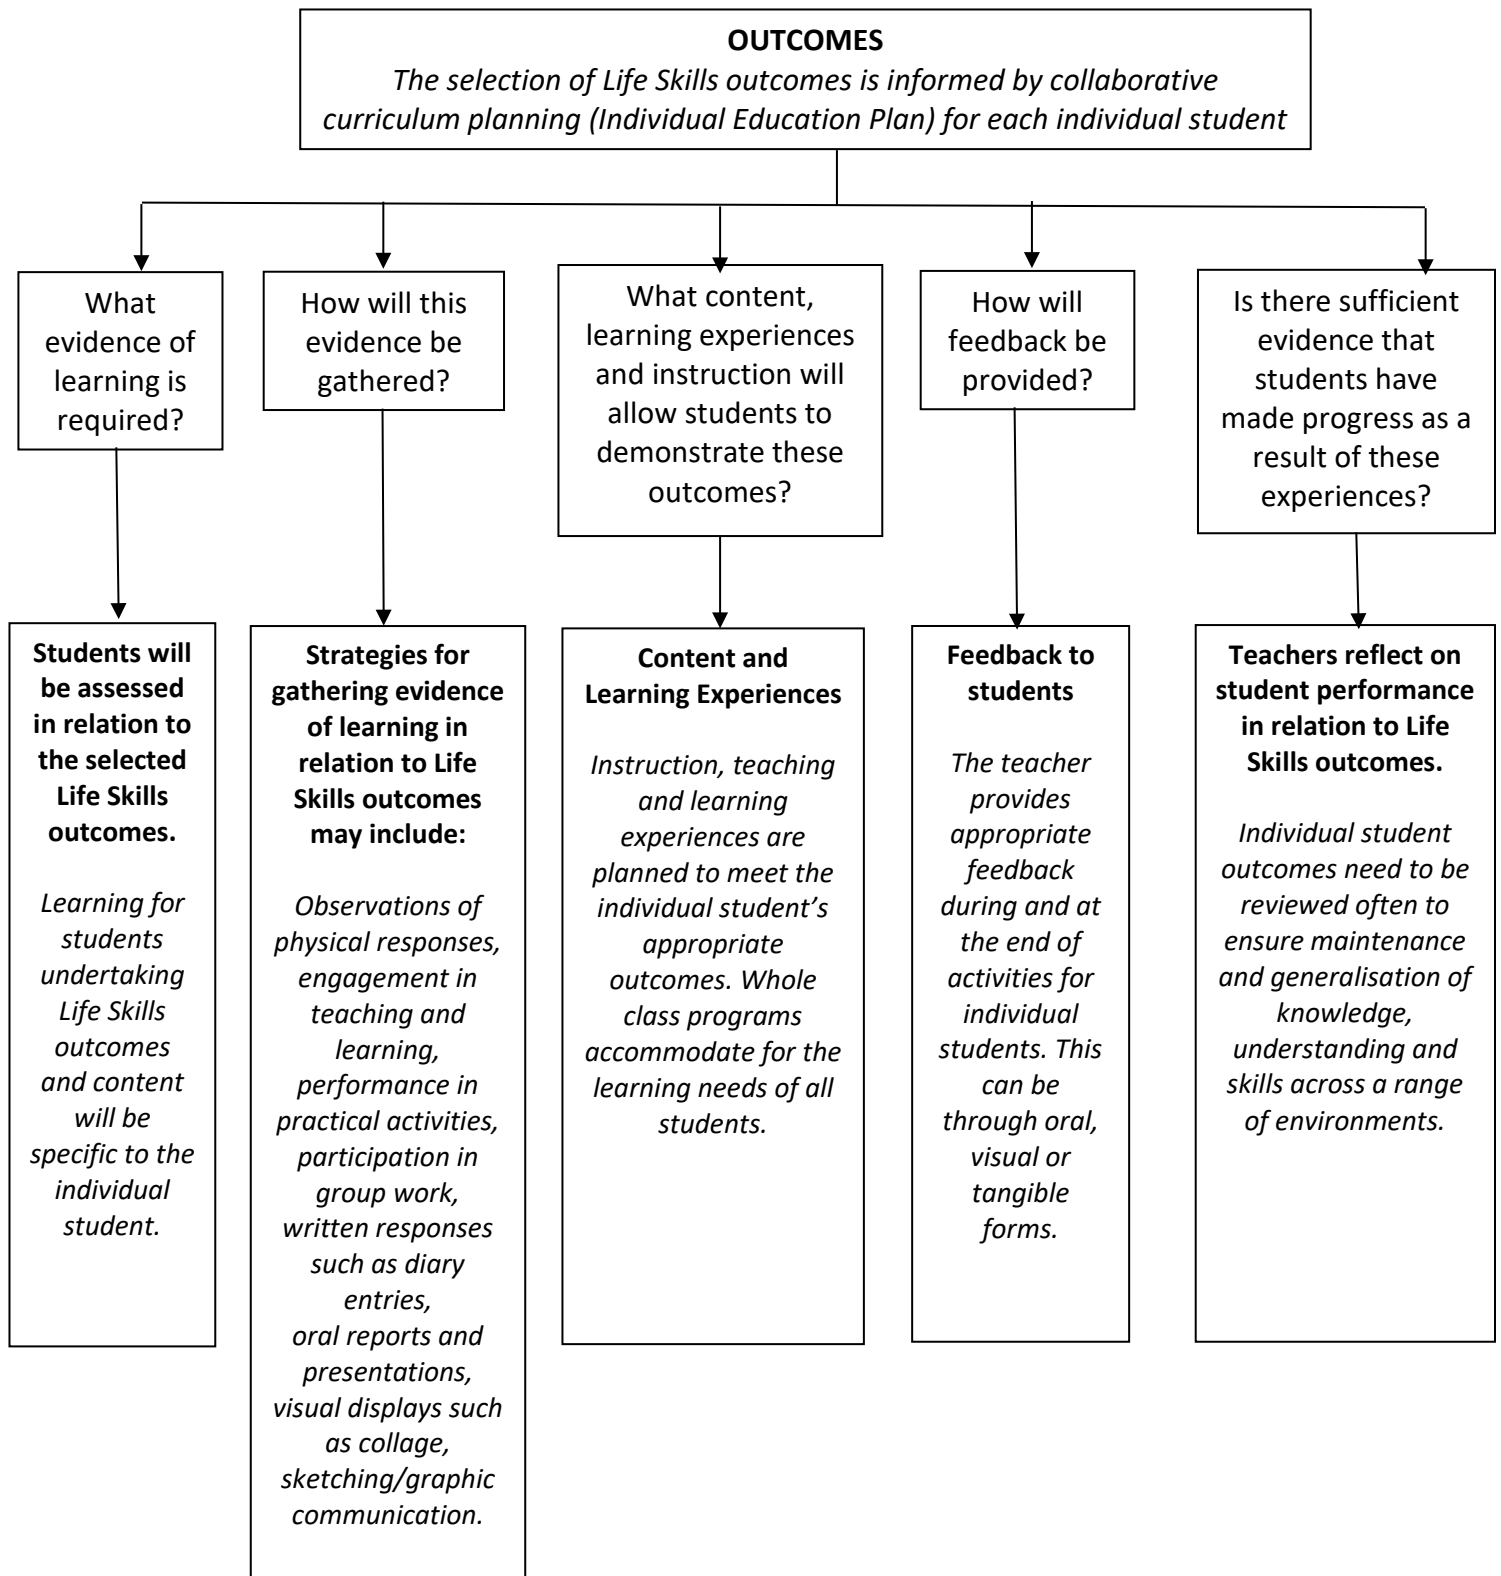 OUTCOMES
The selection of Life Skills outcomes is informed by collaborative
curriculum planning (Individual Education Plan) for each individual student
What
evidence of
learning is
required?
How will this
evidence be
gathered?
What content,
learning experiences
and instruction will
allow students to
demonstrate these
outcomes?
How will
feedback be
provided?
Is there sufficient
evidence that
students have
made progress as a
result of these
experiences?
Students will
be assessed
in relation to
the selected
Life Skills
outcomes.
Learning for
students
undertaking
Life Skills
outcomes
and content
will be
specific to the
individual
student.
Strategies for
gathering evidence
of learning in
relation to Life
Skills outcomes
may include:
Observations of
physical responses,
engagement in
teaching and
learning,
performance in
practical activities,
participation in
group work,
written responses
such as diary
entries,
oral reports and
presentations,
visual displays such
as collage,
sketching/graphic
communication.
Content and
Learning Experiences
Instruction, teaching
and learning
experiences are
planned to meet the
individual student’s
appropriate
outcomes. Whole
class programs
accommodate for the
learning needs of all
students.
Feedback to
students
The teacher
provides
appropriate
feedback
during and at
the end of
activities for
individual
students. This
can be
through oral,
visual or
tangible
forms.
Teachers reflect on
student performance
in relation to Life
Skills outcomes.
Individual student
outcomes need to be
reviewed often to
ensure maintenance
and generalisation of
knowledge,
understanding and
skills across a range
of environments.